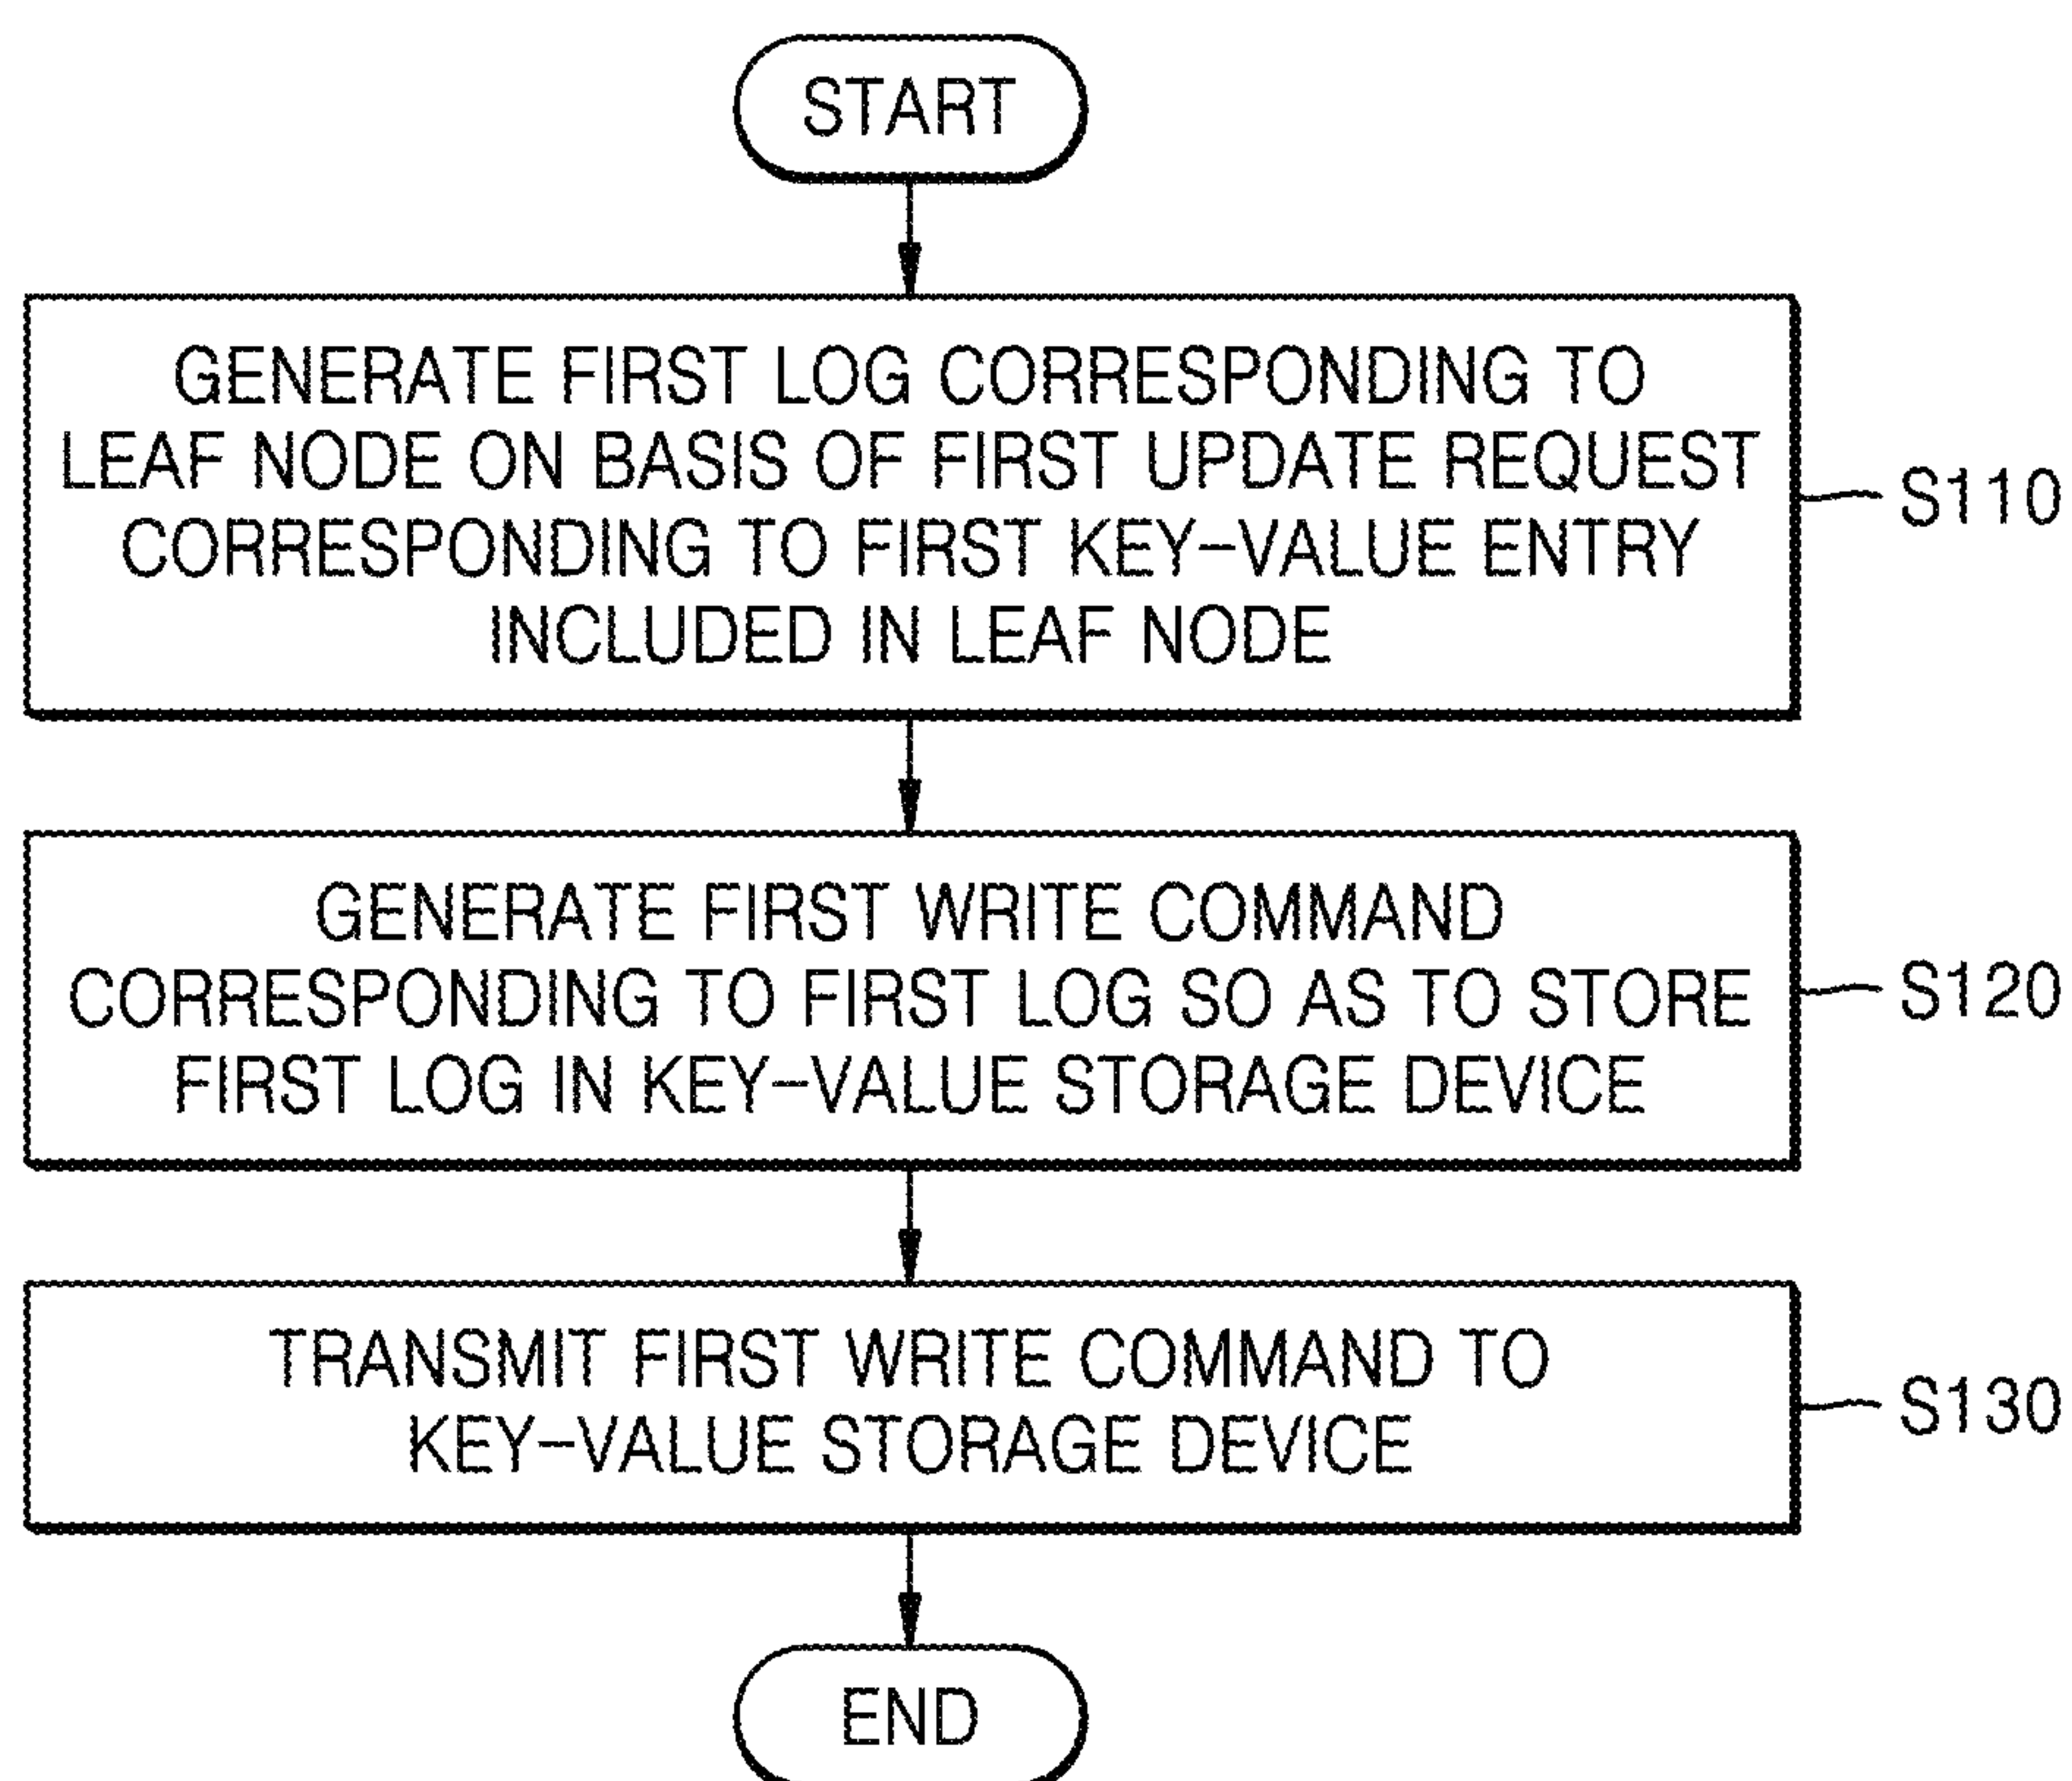 START
GENERATE FIRST LOG CORRESPONDING TO
LEAF NODE ON BASIS OF FIRST UPDATE REQUEST
CORRESPONDING TO FIRST KEY-VALUE ENTRY
INCLUDED IN LEAF NODE
S110
GENERATE FIRST WRITE COMMAND
CORRESPONDING TO FIRST LOG SO AS TO STORE
FIRST LOG IN KEY-VALUE STORAGE DEVICE
S120
TRANSMIT FIRST WRITE COMMAND TO
KEY-VALUE STORAGE DEVICE
S130
END